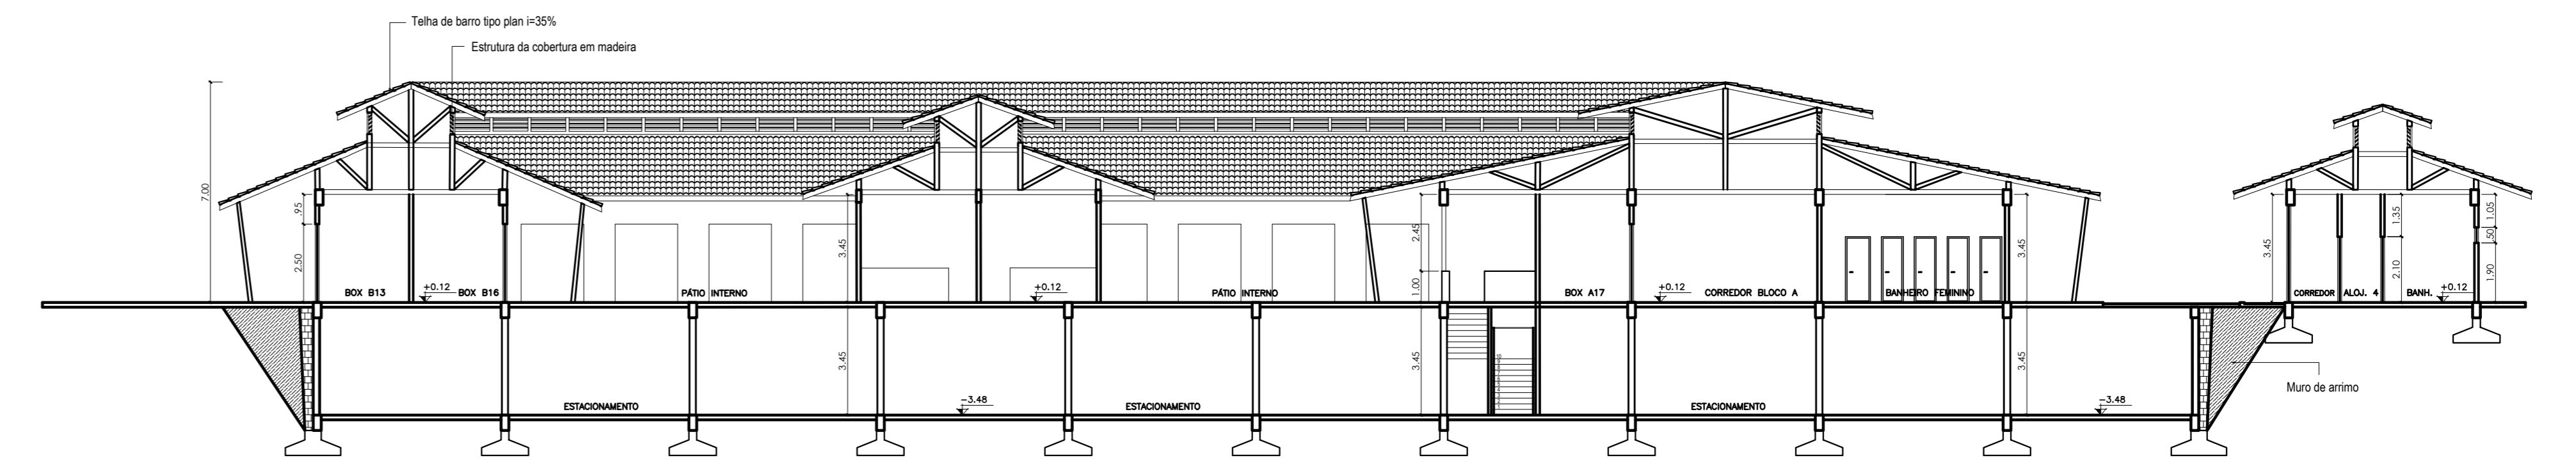 Telha de barro tipo plan i=35%
Estrutura da cobertura em madeira
7.00
.95
2.50
BOX B13
+0.12
BOX B16
PÁTIO INTERNO
3.45
+0.12
PÁTIO INTERNO
2.45
1.00
BOX A17
+0.12
CORREDOR BLOCO A
BANHEIRO FEMININO
3.45
3.45
CORREDOR
ALOJ. 4
1.35
2.10
BANH.
+0.12
1.05
.50
1.90
ESTACIONAMENTO
3.45
-3.48
ESTACIONAMENTO
3.45
ESTACIONAMENTO
3.45
-3.48
Muro de arrimo